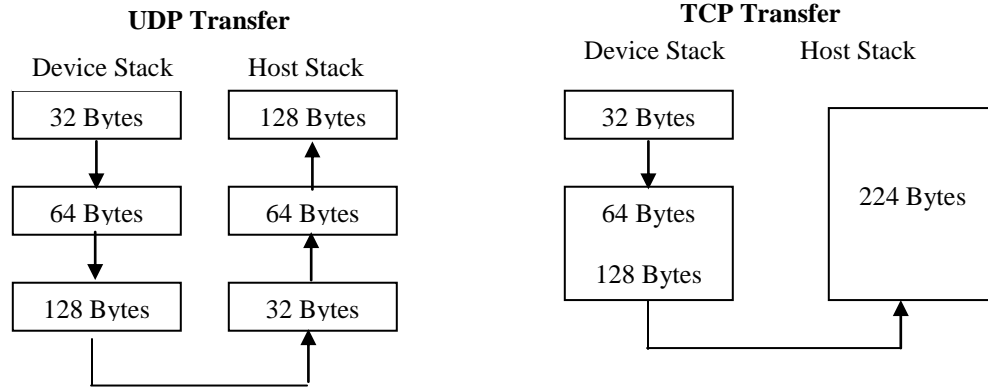 UDP Transfer
Device Stack Host Stack
32 Bytes 128 Bytes
64 Bytes 64 Bytes
128 Bytes 32 Bytes
TCP Transfer
Device Stack Host Stack
32 Bytes
64 Bytes
128 Bytes
224 Bytes